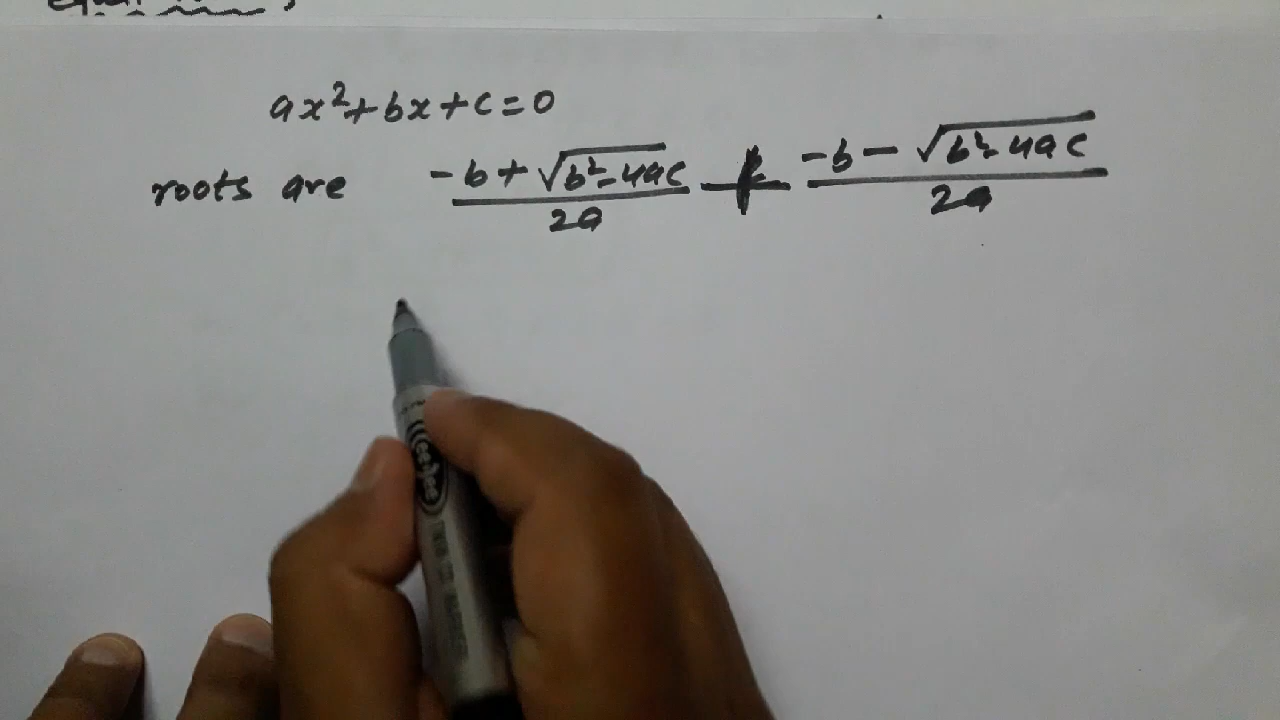 ax²+bx+c=0
roots are -b+√b²-4ac/2a + -b-√b²-4ac/2a